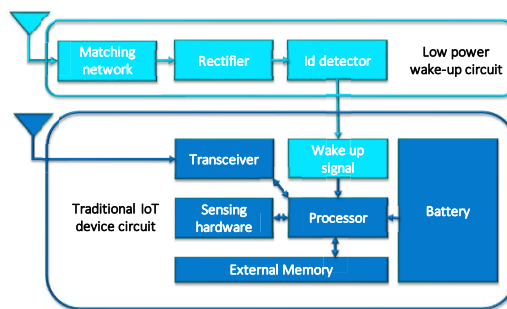 Matching
network
Rectifier
Id detector
Low power
wake-up circuit
Transceiver
Wake up
signal
Traditional IoT
device circuit
Sensing
hardware
Processor
Battery
External Memory